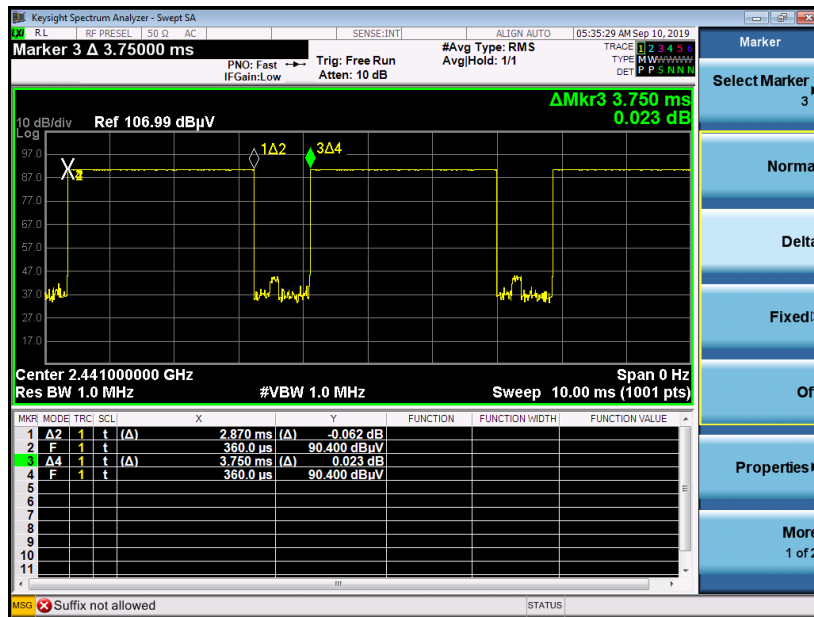 Keysight Spectrum Analyzer - Swept SA
LXI RL RF PRESEL 50 Ω AC SENSE:INT ALIGN AUTO 05:35:29 AM Sep 10, 2019
Marker 3 Δ 3.75000 ms
PNO: Fast
IFGain:Low
Trig: Free Run
Atten: 10 dB
#Avg Type: RMS
Avg|Hold: 1/1
TRACE 1 2 3 4 5 6
TYPE MWWWWW
DET P P S N N N
ΔMkr3 3.750 ms
0.023 dB
10 dB/div Ref 106.99 dBµV
Log
1Δ2 3Δ4
97.0
87.0
77.0
67.0
57.0
47.0
37.0
27.0
17.0
Center 2.441000000 GHz Span 0 Hz
Res BW 1.0 MHz #VBW 1.0 MHz Sweep 10.00 ms (1001 pts)
MKR MODE TRC SCL X Y FUNCTION FUNCTION WIDTH FUNCTION VALUE
1 Δ2 1 t (Δ) 2.870 ms (Δ) -0.062 dB
2 F 1 t 360.0 µs 90.400 dBµV
3 Δ4 1 t (Δ) 3.750 ms (Δ) 0.023 dB
4 F 1 t 360.0 µs 90.400 dBµV
5
6
7
8
9
10
11
MSG Suffix not allowed STATUS
Marker
Select Marker
3
Norma
Delta
Fixed
Of
Properties
More
1 of 2